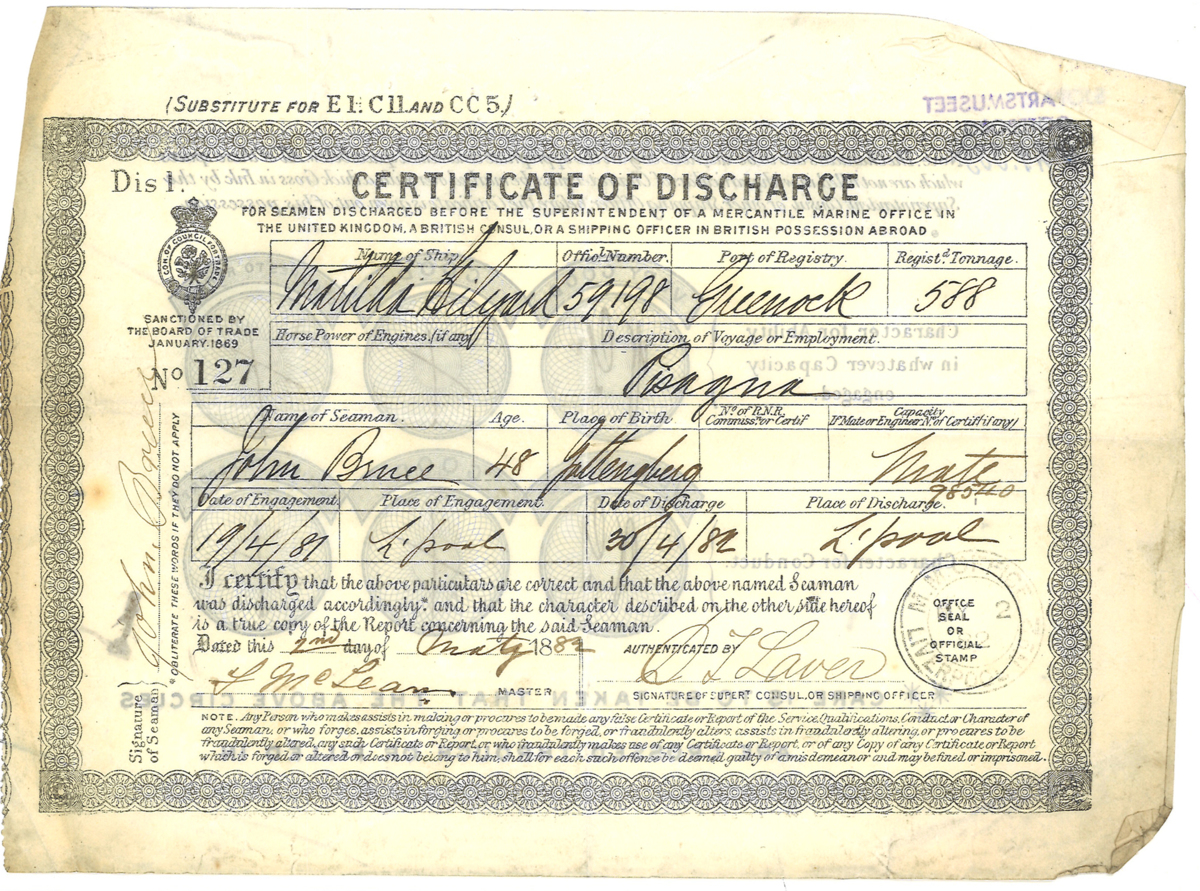 (SUBSTITUTE FOR E1: C11 AND CC5.)
Dis 1.
CERTIFICATE OF DISCHARGE
FOR SEAMEN DISCHARGED BEFORE THE SUPERINTENDENT OF A MERCANTILE MARINE OFFICE IN
THE UNITED KINGDOM, A BRITISH CONSUL, OR A SHIPPING OFFICER IN BRITISH POSSESSION ABROAD
SANCTIONED BY
THE BOARD OF TRADE
JANUARY. 1869
No 127
Name of Ship. Offic.l Number. Port of Registry. Regist.d Tonnage.
Matilda Hilyard 59198 Greenock 588
Horse Power of Engines. (if any) Description of Voyage or Employment.
Pisagua
Name of Seaman. Age. Place of Birth. No. of R.N.R. Commiss.n or Certif Capacity If Mate or Engineer No. of Certif (if any)
John Bruce 48 Guttengberg Mate 98540
Date of Engagement. Place of Engagement. Date of Discharge Place of Discharge.
19/4/81 L'pool 30/4/82 L'pool
I certify that the above particulars are correct and that the above named Seaman
was discharged accordingly* and that the character described on the other side hereof
is a true copy of the Report concerning the said Seaman.
Dated this 2nd day of May 1882 AUTHENTICATED BY
McLean MASTER
Laver
SIGNATURE OF SUPERT CONSUL, OR SHIPPING OFFICER
OFFICE
SEAL
OR
OFFICIAL
STAMP
LIVERPOOL
NOTE. Any Person who makes assists in making or procures to be made any false Certificate or Report of the Service, Qualifications, Conduct, or Character of
any Seaman, or who forges, assists in forging or procures to be forged, or fraudulently alters, assists in fraudulently altering, or procures to be
fraudulently altered, any such Certificate or Report, or who fraudulently makes use of any Certificate or Report, or of any Copy of any Certificate or Report
which is forged or altered or does not belong to him, shall for each such offense be deemed guilty of a misdemeanor and may be fined or imprisoned.
Signature
of Seaman
John Bruce
*OBLITERATE THESE WORDS IF THEY DO NOT APPLY